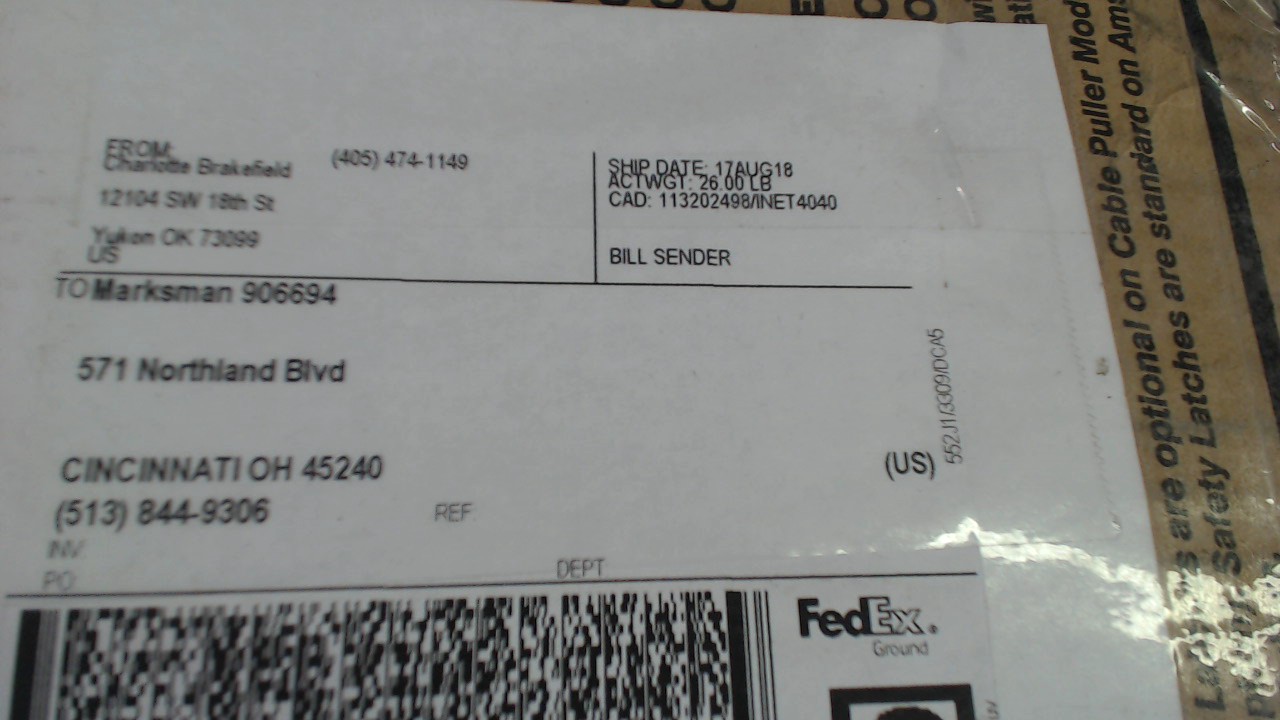 FROM:
Charlotte Brakefield
(405) 474-1149
12104 SW 18th St
Yukon OK 73099
US
SHIP DATE: 17AUG18
ACTWGT: 26.00 LB
CAD: 113202498/INET4040
BILL SENDER
TO Marksman 906694
571 Northland Blvd
CINCINNATI OH 45240
(US)
(513) 844-9306
REF:
INV:
PO:
DEPT:
552J1/3309/DCA5
FedEx
Ground
are optional on Cable Puller Mod
Safety Latches are standard on Am